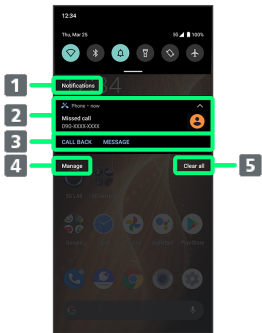 12:34
Thu, Mar 25 3G 100%
1 Notifications
2 Phone • now
Missed call
090-XXXX-XXXX
3 CALL BACK MESSAGE
4 Manage Clear all 5